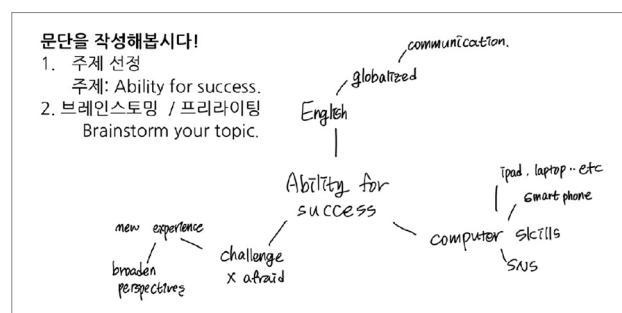 문단을 작성해봅시다!
1. 주제 선정
주제: Ability for success.
2. 브레인스토밍 / 프리라이팅
Brainstorm your topic.
communication.
globalized
English
Ability for
success
ipad, laptop.. etc
smart phone
computer skills
SNS
challenge
x afraid
new experience
broaden
perspectives